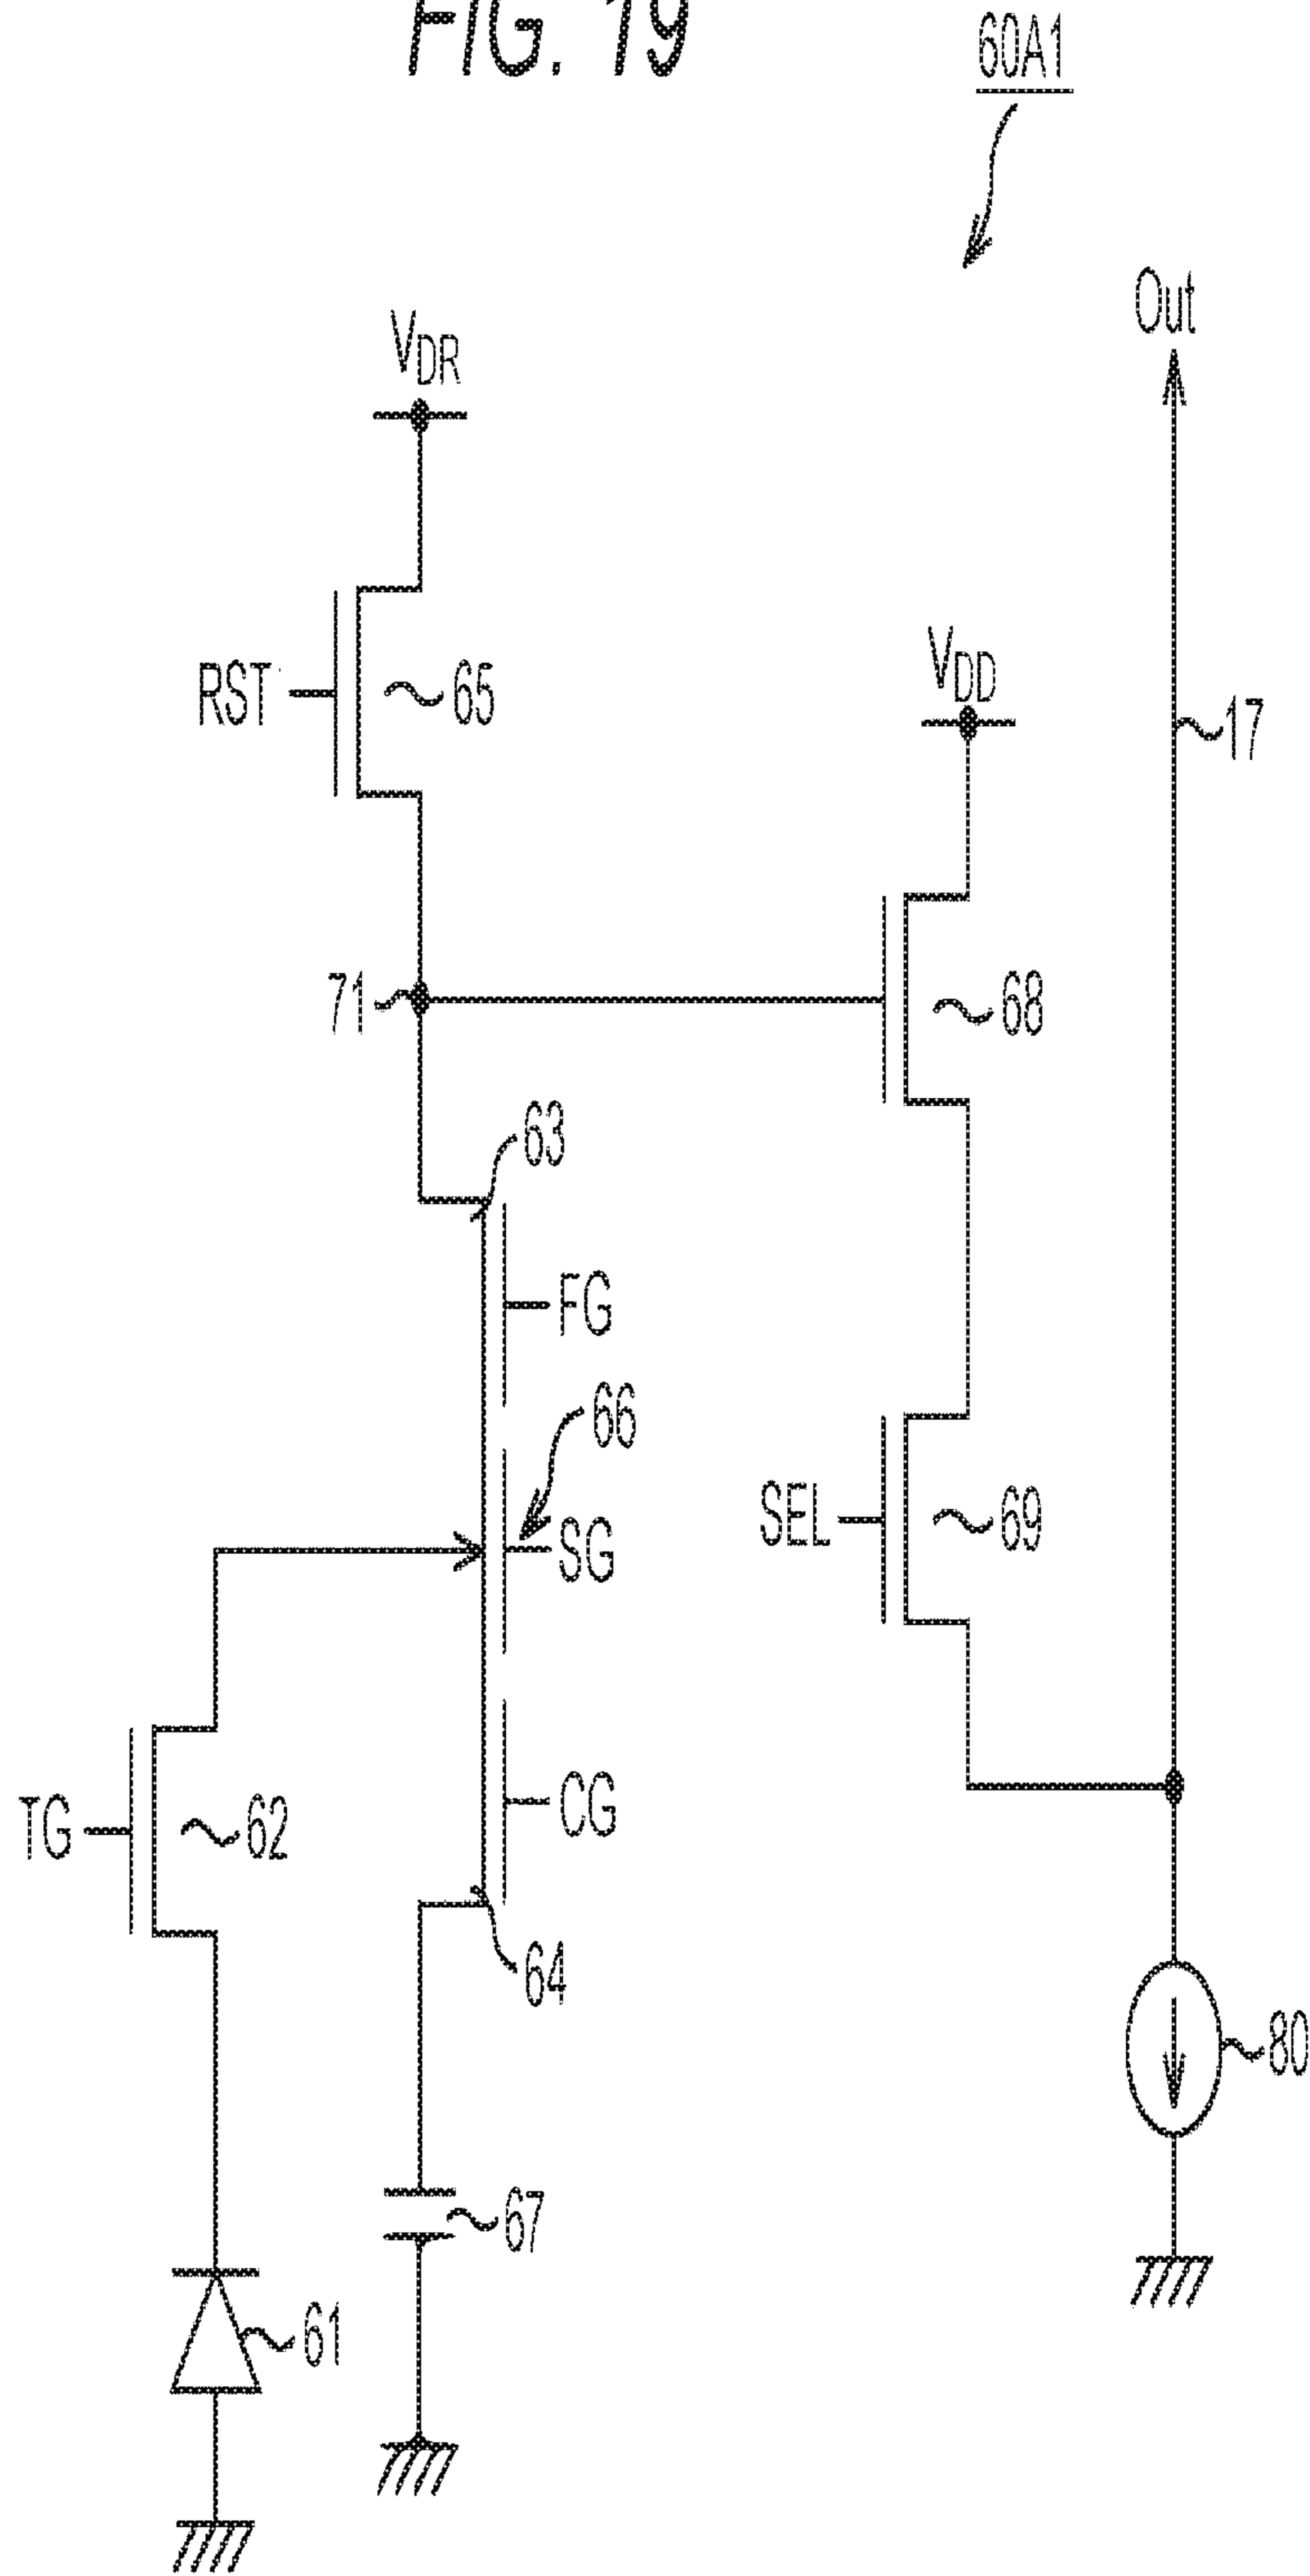 FIG. 19
60A1
Out
VDR
RST
65
VDD
17
71
68
63
FG
66
SEL
69
SG
TG
62
CG
64
80
67
61